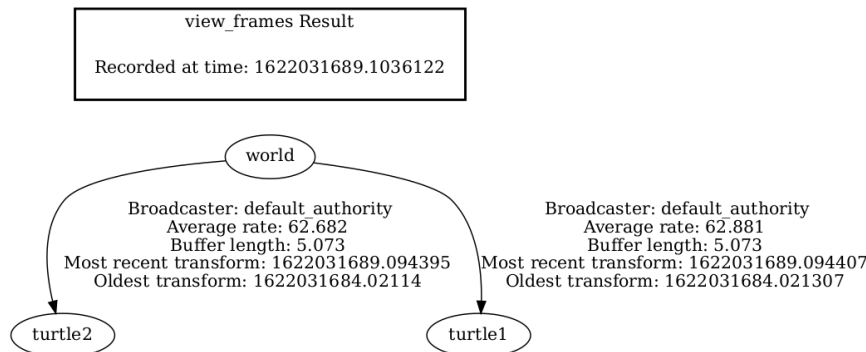 view_frames Result
Recorded at time: 1622031689.1036122
world
Broadcaster: default_authority
Average rate: 62.682
Buffer length: 5.073
Most recent transform: 1622031689.094395
Oldest transform: 1622031684.02114
Broadcaster: default_authority
Average rate: 62.881
Buffer length: 5.073
Most recent transform: 1622031689.094407
Oldest transform: 1622031684.021307
turtle2
turtle1